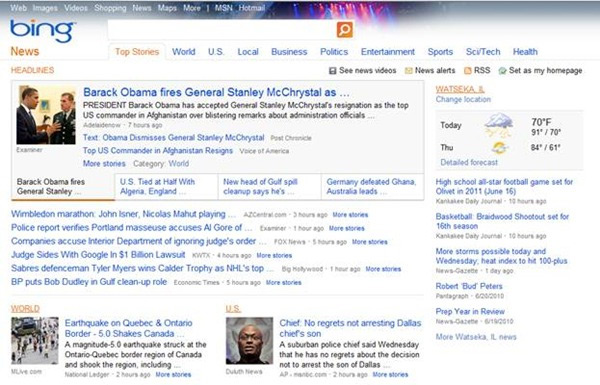 Web Images Videos Shopping News Maps More | MSN Hotmail
bing
News
Top Stories World U.S. Local Business Politics Entertainment Sports Sci/Tech Health
HEADLINES
See news videos News alerts RSS Set as my homepage
Barack Obama fires General Stanley McChrystal as ...
PRESIDENT Barack Obama has accepted General Stanley McChrystal's resignation as the top
US commander in Afghanistan over blistering remarks about administration officials ...
Adelaidenow · 7 hours ago
Text: Obama Dismisses General Stanley McChrystal Post Chronicle
Top US Commander in Afghanistan Resigns Voice of America
More stories Category: World
Examiner
Barack Obama fires
General Stanley ...
U.S. Tied at Half With
Algeria, England ...
New head of Gulf spill
cleanup says he's ...
Germany defeated Ghana,
Australia leads ...
Wimbledon marathon: John Isner, Nicolas Mahut playing ... AZCentral.com · 3 hours ago More stories
Police report verifies Portland masseuse accuses Al Gore of ... Examiner · 1 hour ago More stories
Companies accuse Interior Department of ignoring judge's order ... FOX News · 5 hours ago More stories
Judge Sides With Google In $1 Billion Lawsuit KWTX · 4 hours ago More stories
Sabres defenceman Tyler Myers wins Calder Trophy as NHL's top ... Big Hollywood · 1 hour ago More stories
BP puts Bob Dudley in Gulf clean-up role Economic Times · 5 hours ago More stories
WORLD
Earthquake on Quebec & Ontario
Border - 5.0 Shakes Canada ...
A magnitude-5.0 earthquake struck at the
Ontario-Quebec border region of Canada
and shook the region, including ...
National Ledger · 2 hours ago More stories
MLive.com
U.S.
Chief: No regrets not arresting Dallas
chief's son
A suburban police chief said Wednesday
that he has no regrets about the decision
not to arrest the son of Dallas ...
AP - msnbc.com · 2 hours ago More stories
Duluth News
WATSEKA, IL
Change location
Today 70°F
91° / 70°
Thu 84° / 61°
Detailed forecast
High school all-star football game set for
Olnet in 2011 (June 16)
Kankakee Daily Journal · 10 hours ago
Basketball: Braidwood Shootout set for
16th season
Kankakee Daily Journal · 10 hours ago
More storms possible today and
Wednesday; heat index to hit 100-plus
News-Gazette · 1 day ago
Robert 'Bud' Peters
Pantagraph · 6/20/2010
Prep Year in Review
News-Gazette · 6/19/2010
More Watseka, IL news